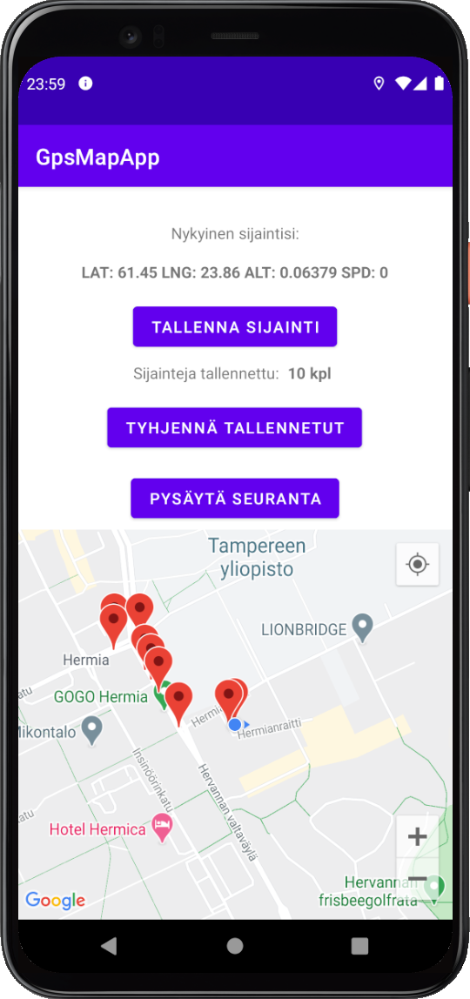 23:59
GpsMapApp
Nykyinen sijaintisi:
LAT: 61.45 LNG: 23.86 ALT: 0.06379 SPD: 0
TALLENNA SIJAINTI
Sijainteja tallennettu: 10 kpl
TYHJENNÄ TALLENNETUT
PYSÄYTÄ SEURANTA
Tampereen
yliopisto
LIONBRIDGE
Hermia
GOGO Hermia
Hermianraitti
Insinöörinkatu
Hervannan valtaväylä
Hotel Hermica
Hervannan
frisbeegolfrata
Google